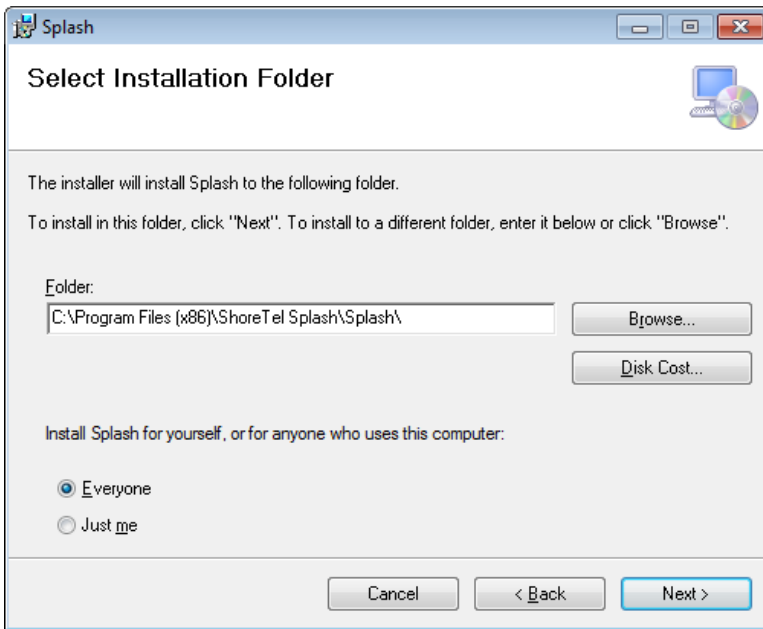 Splash
Select Installation Folder
The installer will install Splash to the following folder.
To install in this folder, click "Next". To install to a different folder, enter it below or click "Browse".
Folder:
C:\Program Files (x86)\ShoreTel Splash\Splash\
Browse...
Disk Cost...
Install Splash for yourself, or for anyone who uses this computer:
Everyone
Just me
Cancel
< Back
Next >